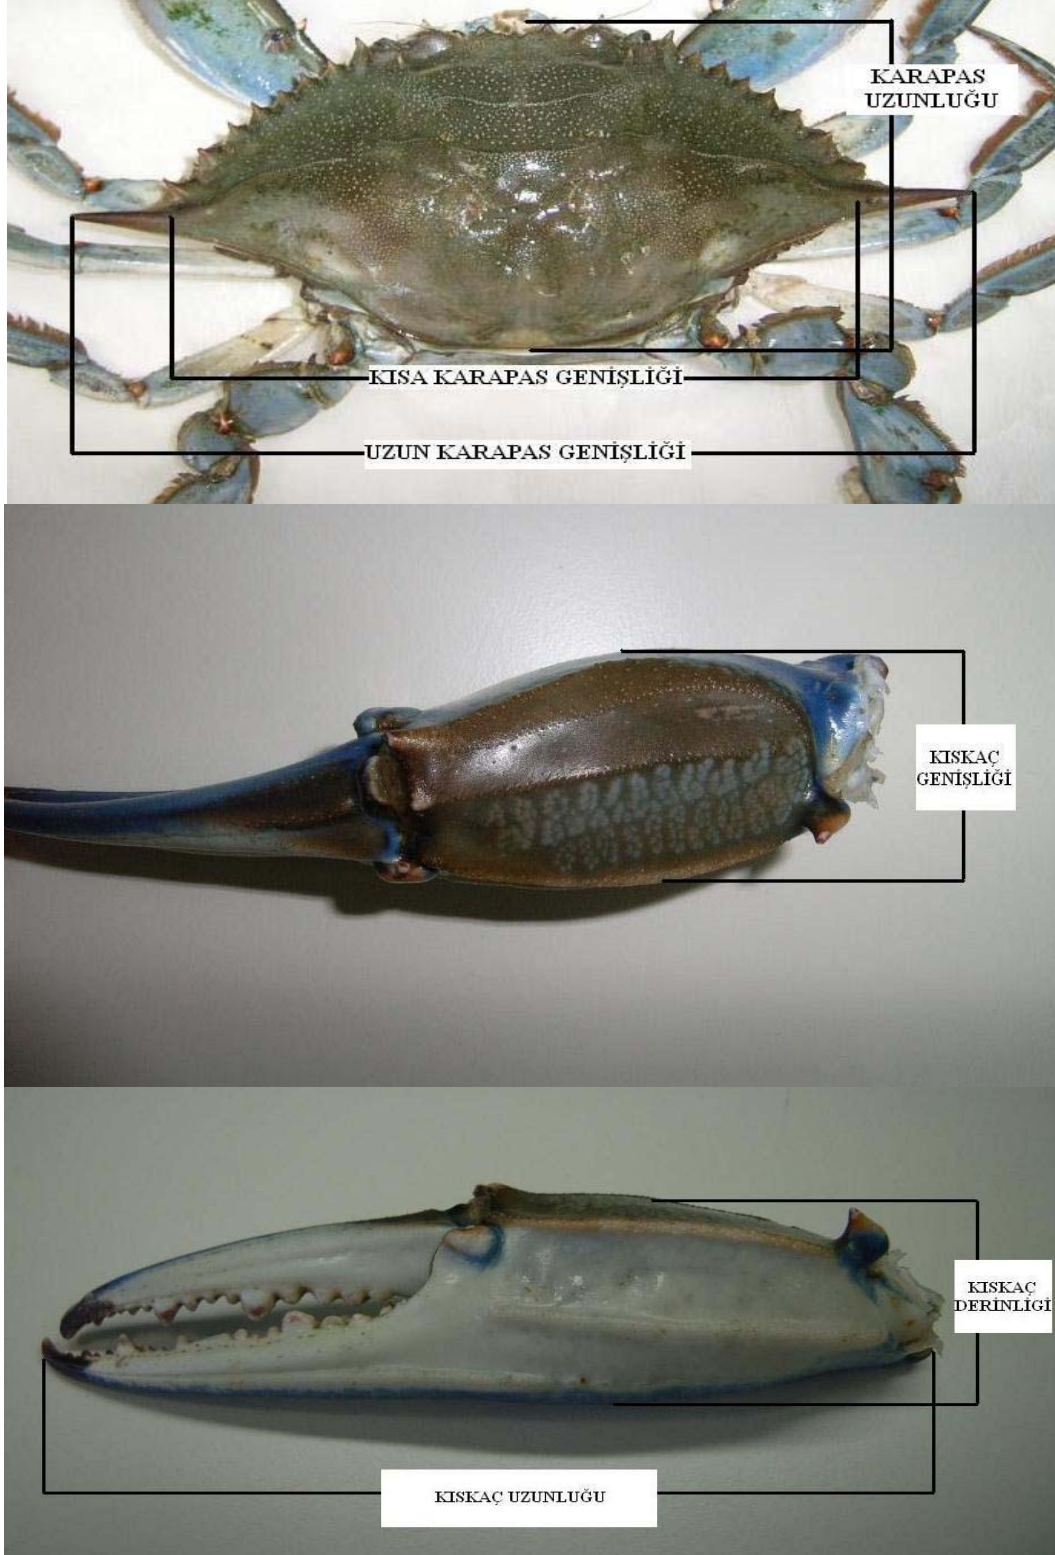 KARAPAS
UZUNLUĞU
KISA KARAPAS GENİŞLİĞİ
UZUN KARAPAS GENİŞLİĞİ
KISKAÇ
GENİŞLİĞİ
KISKAÇ
DERİNLİGİ
KISKAÇ UZUNLUĞU